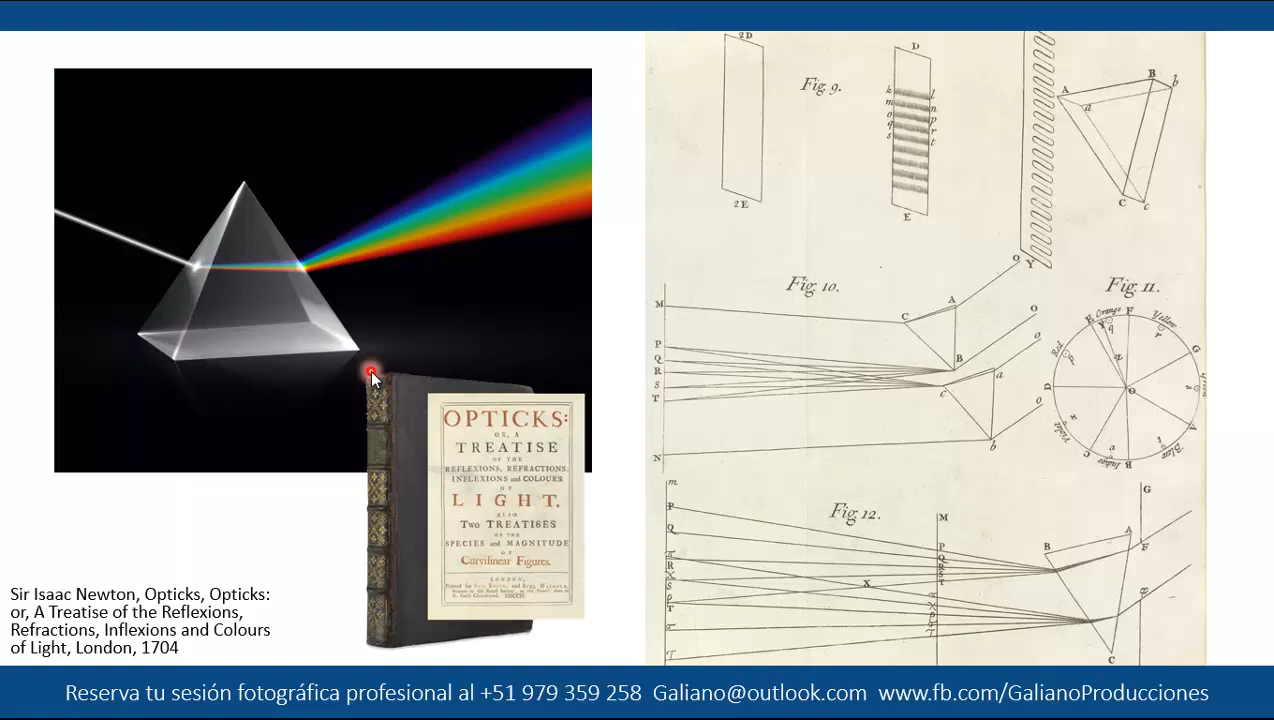 2D
2E
Fig 9.
D
k
l
m
n
o
p
q
r
s
t
E
A
B
b
a
C
c
O
Y
Fig. 10.
M
C
A
O
P
Q
R
S
T
B
a
o
c
o
N
b
Fig. 11.
E
Orange
F
Yellow
G
Red
D
O
Green
A
Violet
C
Indico
B
Blew
OPTICKS:
OR, A
TREATISE
OF THE
REFLEXIONS, REFRACTIONS,
INFLEXIONS and COLOURS
OF
LIGHT.
ALSO
Two TREATISES
OF THE
SPECIES and MAGNITUDE
OF
Curvilinear Figures.
LONDON,
Fig. 12.
m
P
Q
R
S
T
M
P
Q
R
S
T
X
B
A
G
F
C
Sir Isaac Newton, Opticks, Opticks:
or, A Treatise of the Reflexions,
Refractions, Inflexions and Colours
of Light, London, 1704
Reserva tu sesión fotográfica profesional al +51 979 359 258 Galiano@outlook.com www.fb.com/GalianoProducciones